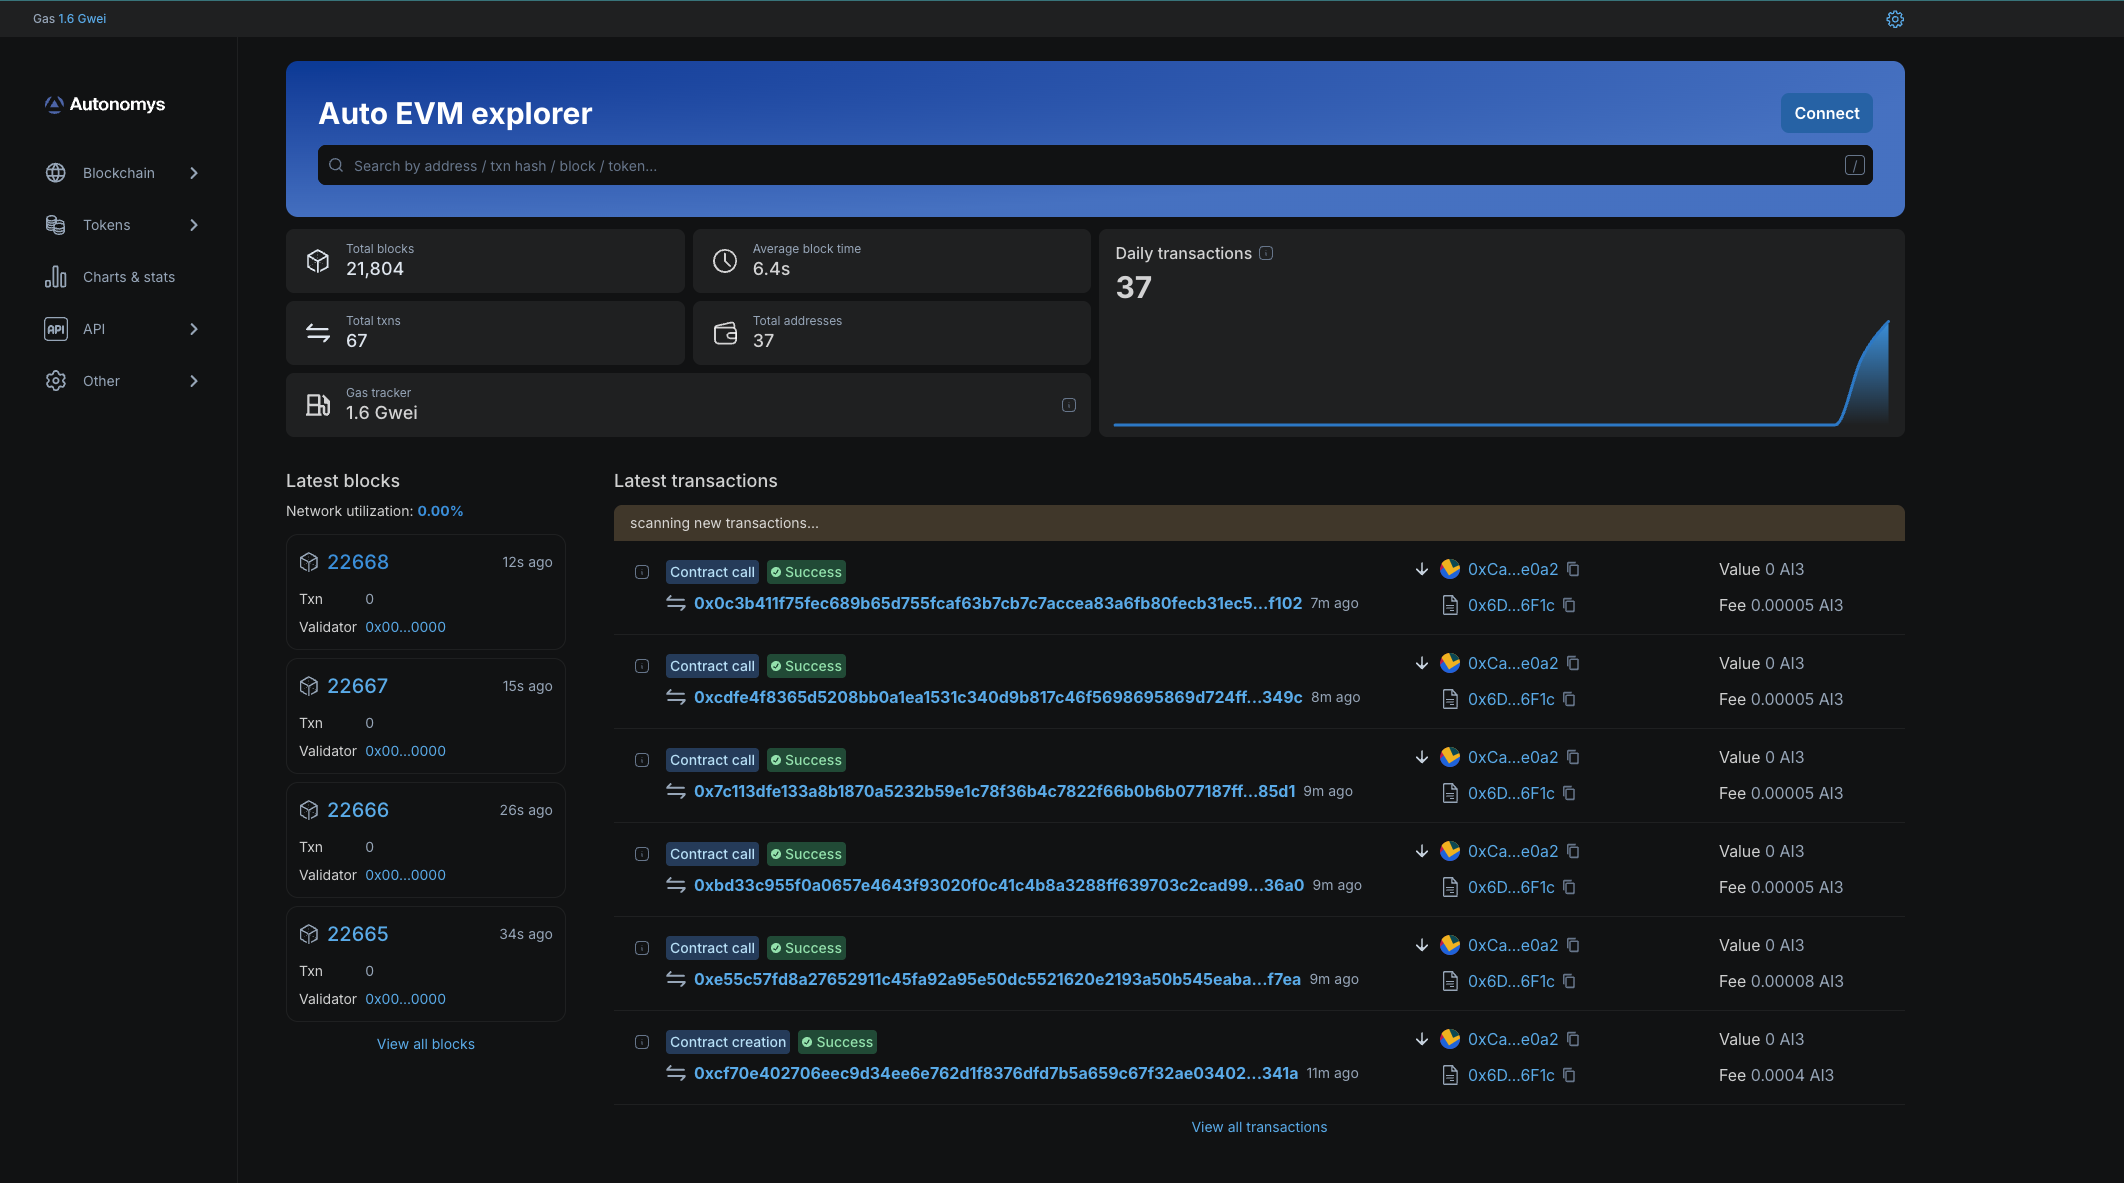 Gas 1.6 Gwei
Autonomys
Blockchain
Tokens
Charts & stats
API API
Other
Auto EVM explorer
Connect
Search by address / txn hash / block / token...
/
Total blocks
21,804
Average block time
6.4s
Total txns
67
Total addresses
37
Gas tracker
1.6 Gwei
Daily transactions
37
Latest blocks
Network utilization: 0.00%
22668 12s ago
Txn 0
Validator 0x00...0000
22667 15s ago
Txn 0
Validator 0x00...0000
22666 26s ago
Txn 0
Validator 0x00...0000
22665 34s ago
Txn 0
Validator 0x00...0000
View all blocks
Latest transactions
scanning new transactions...
Contract call Success
0x0c3b411f75fec689b65d755fcaf63b7cb7c7accea83a6fb80fecb31ec5...f102 7m ago
0xCa...e0a2
0x6D...6F1c
Value 0 AI3
Fee 0.00005 AI3
Contract call Success
0xcdfe4f8365d5208bb0a1ea1531c340d9b817c46f5698695869d724ff...349c 8m ago
0xCa...e0a2
0x6D...6F1c
Value 0 AI3
Fee 0.00005 AI3
Contract call Success
0x7c113dfe133a8b1870a5232b59e1c78f36b4c7822f66b0b6b077187ff...85d1 9m ago
0xCa...e0a2
0x6D...6F1c
Value 0 AI3
Fee 0.00005 AI3
Contract call Success
0xbd33c955f0a0657e4643f93020f0c41c4b8a3288ff639703c2cad99...36a0 9m ago
0xCa...e0a2
0x6D...6F1c
Value 0 AI3
Fee 0.00005 AI3
Contract call Success
0xe55c57fd8a27652911c45fa92a95e50dc5521620e2193a50b545eaba...f7ea 9m ago
0xCa...e0a2
0x6D...6F1c
Value 0 AI3
Fee 0.00008 AI3
Contract creation Success
0xcf70e402706eec9d34ee6e762d1f8376dfd7b5a659c67f32ae03402...341a 11m ago
0xCa...e0a2
0x6D...6F1c
Value 0 AI3
Fee 0.0004 AI3
View all transactions